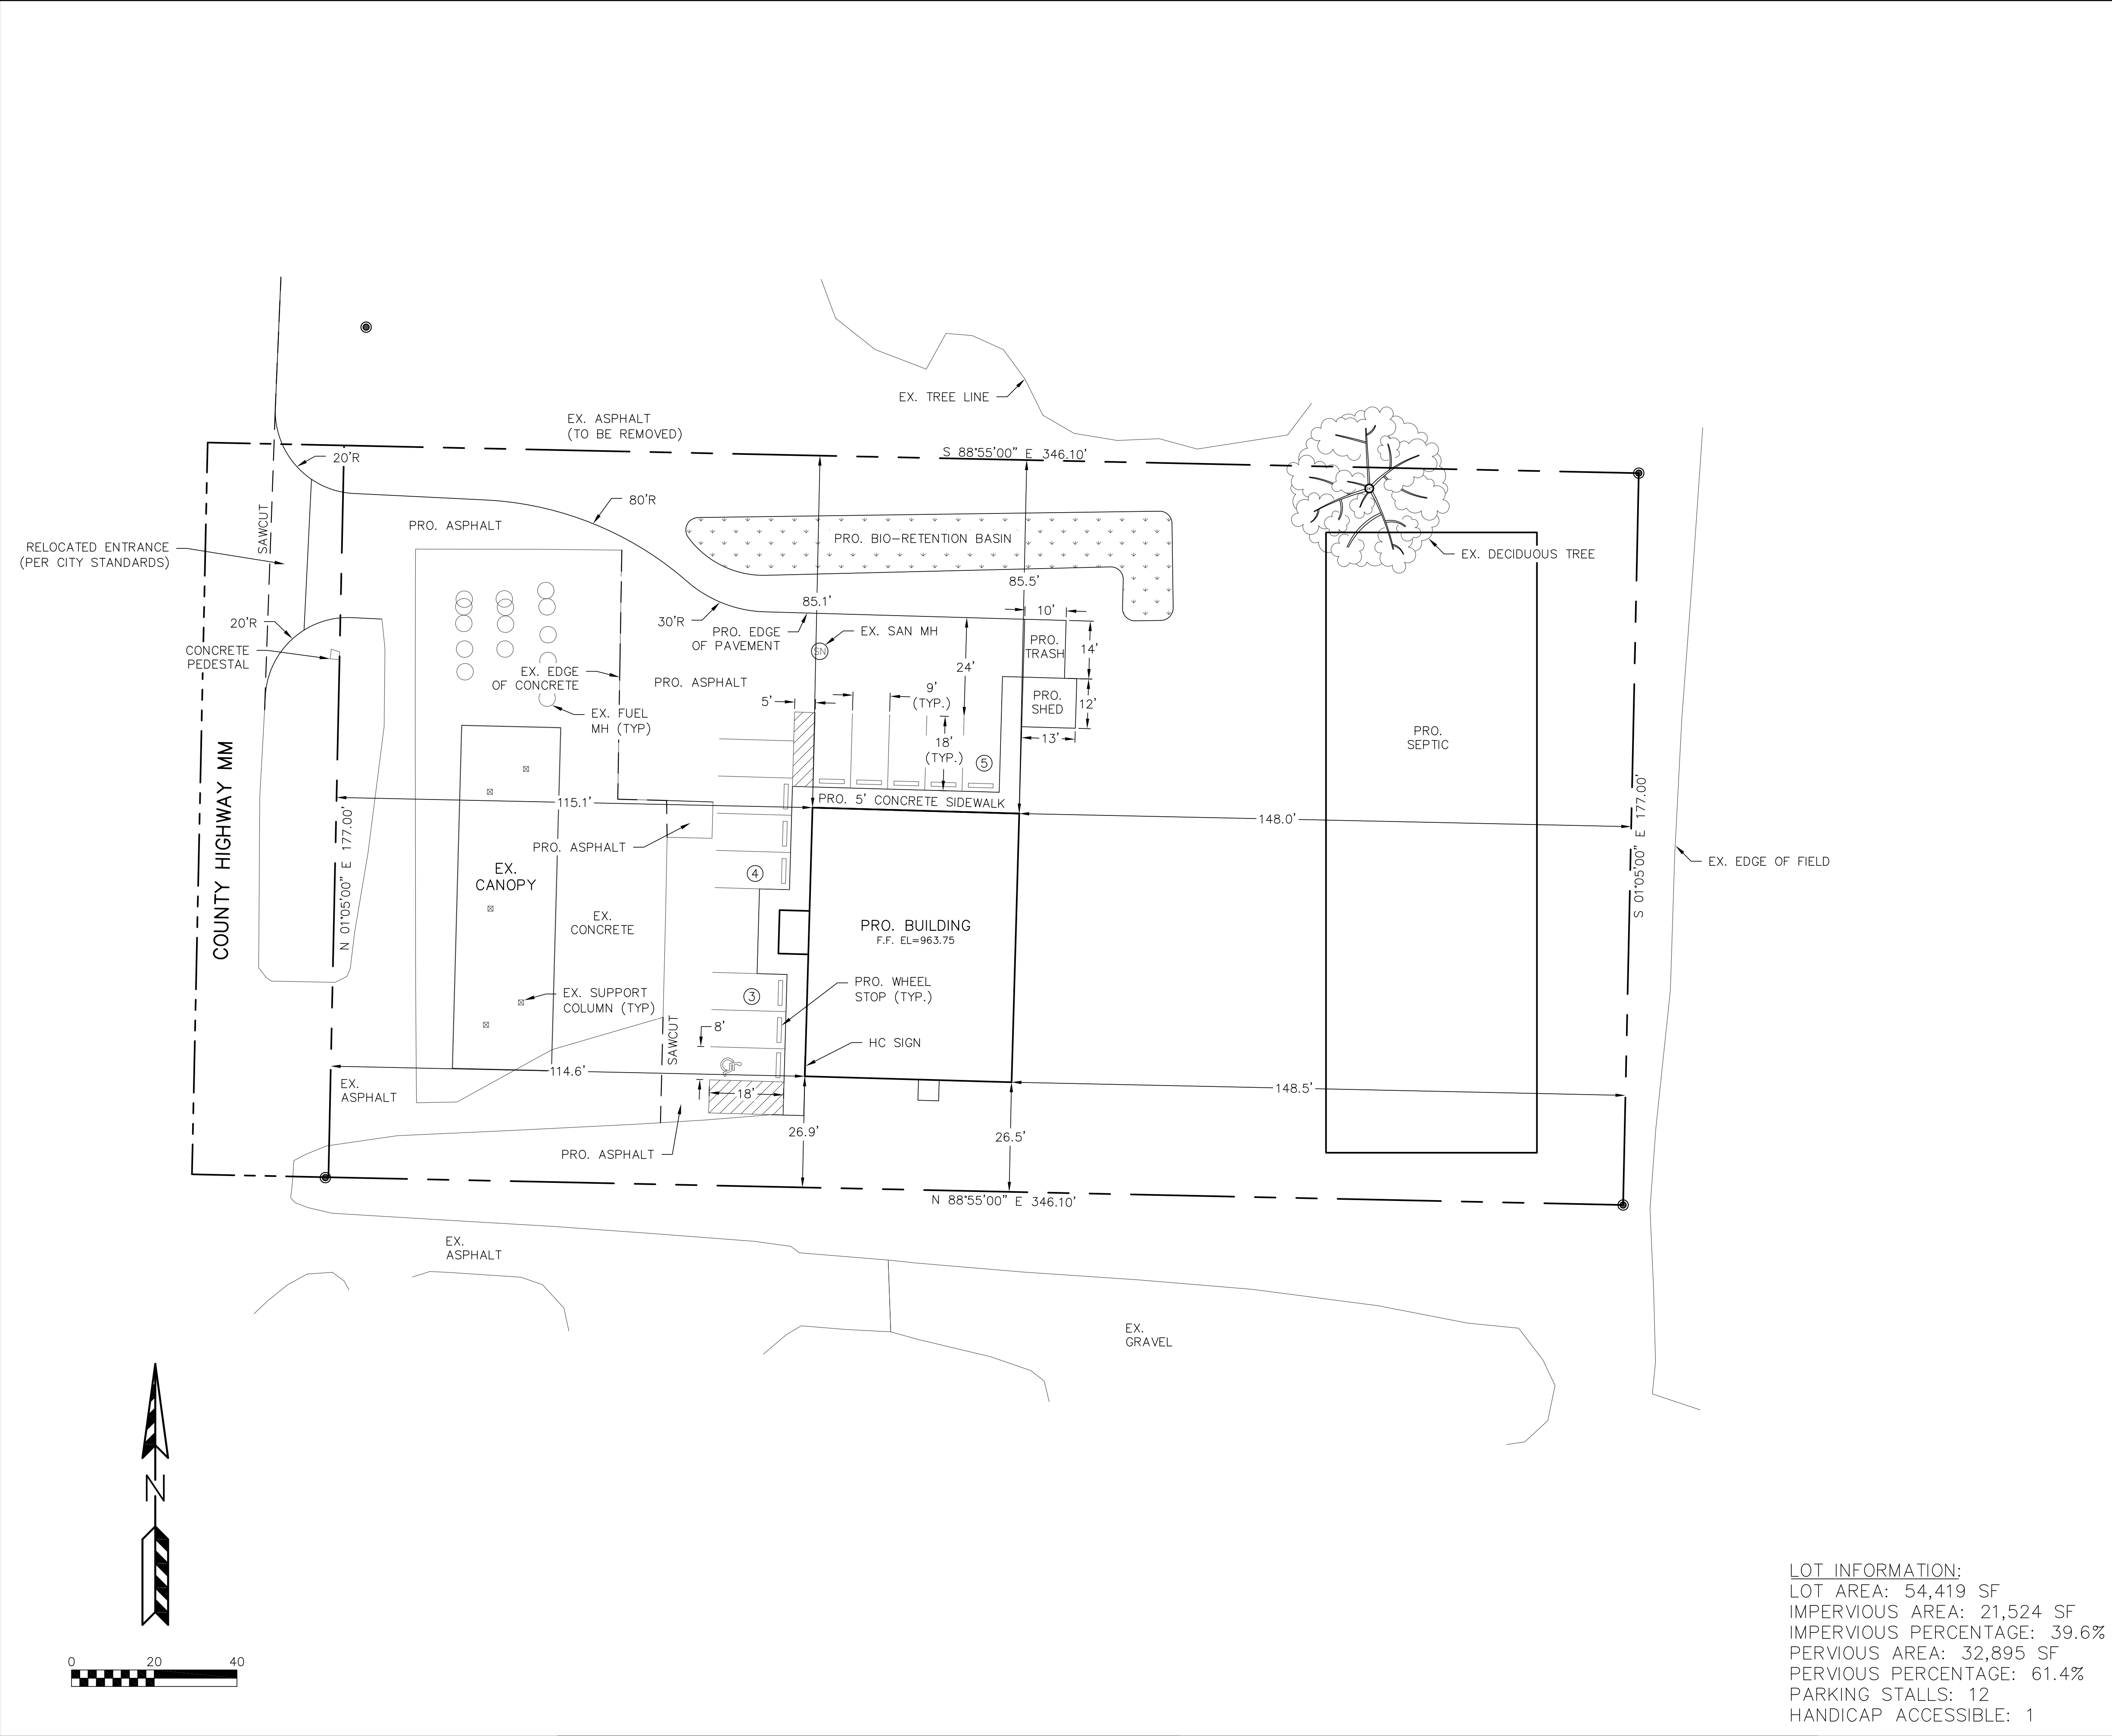 EX. TREE LINE
EX. ASPHALT
(TO BE REMOVED)
S 88°55'00" E 346.10'
20'R
80'R
SAWCUT
PRO. ASPHALT
PRO. BIO-RETENTION BASIN
RELOCATED ENTRANCE
(PER CITY STANDARDS)
EX. DECIDUOUS TREE
85.5'
85.1'
10'
20'R
30'R
PRO. EDGE
OF PAVEMENT
EX. SAN MH
SN
PRO.
TRASH
14'
CONCRETE
PEDESTAL
24'
EX. EDGE
OF CONCRETE
PRO. ASPHALT
9'
(TYP.)
5'
PRO.
SHED
12'
EX. FUEL
MH (TYP)
18'
(TYP.)
13'
PRO.
SEPTIC
5
COUNTY HIGHWAY MM
N 01°05'00" E 177.00'
115.1'
PRO. 5' CONCRETE SIDEWALK
148.0'
S 01°05'00" E 177.00'
PRO. ASPHALT
EX.
CANOPY
4
EX. EDGE OF FIELD
EX.
CONCRETE
PRO. BUILDING
F.F. EL=963.75
EX. SUPPORT
COLUMN (TYP)
3
PRO. WHEEL
STOP (TYP.)
SAWCUT
8'
HC SIGN
114.6'
EX.
ASPHALT
18'
148.5'
26.9'
26.5'
PRO. ASPHALT
N 88°55'00" E 346.10'
EX.
ASPHALT
EX.
GRAVEL
N
0 20 40
LOT INFORMATION:
LOT AREA: 54,419 SF
IMPERVIOUS AREA: 21,524 SF
IMPERVIOUS PERCENTAGE: 39.6%
PERVIOUS AREA: 32,895 SF
PERVIOUS PERCENTAGE: 61.4%
PARKING STALLS: 12
HANDICAP ACCESSIBLE: 1